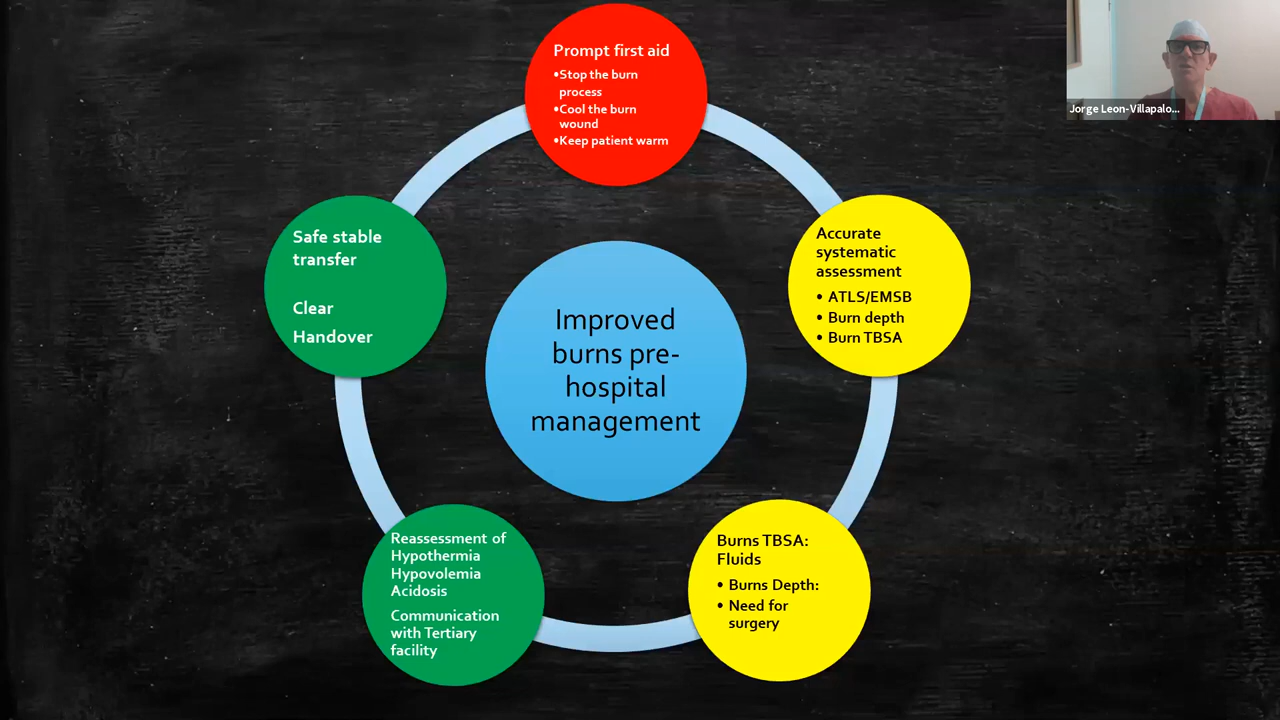 Prompt first aid
•Stop the burn
process
•Cool the burn
wound
•Keep patient warm
Accurate
systematic
assessment
• ATLS/EMSB
• Burn depth
• Burn TBSA
Burns TBSA:
Fluids
• Burns Depth:
• Need for
surgery
Reassessment of
Hypothermia
Hypovolemia
Acidosis
Communication
with Tertiary
facility
Safe stable
transfer
Clear
Handover
Improved
burns pre-
hospital
management
Jorge Leon-Villapalo...